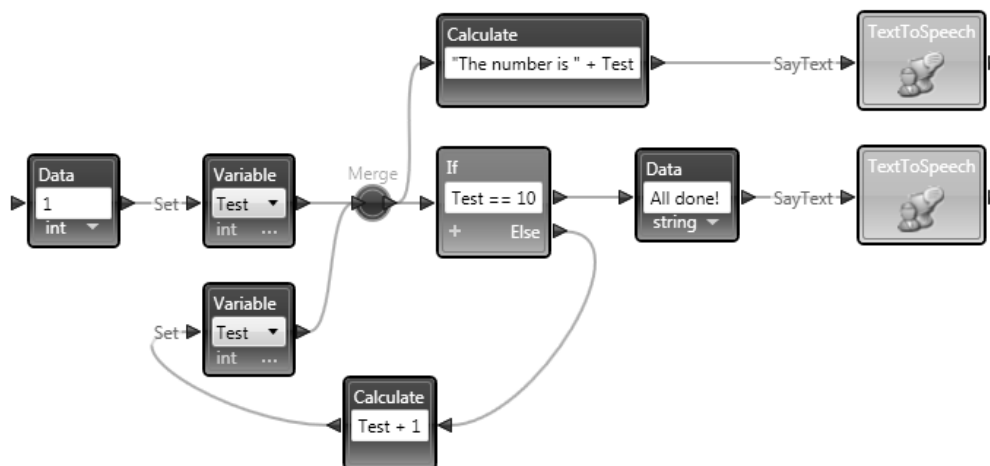 Calculate
"The number is " + Test
SayText
TextToSpeech
Data
1
int
Set
Variable
Test
int ...
Merge
If
Test == 10
+ Else
Data
All done!
string
SayText
TextToSpeech
Set
Variable
Test
int ...
Calculate
Test + 1